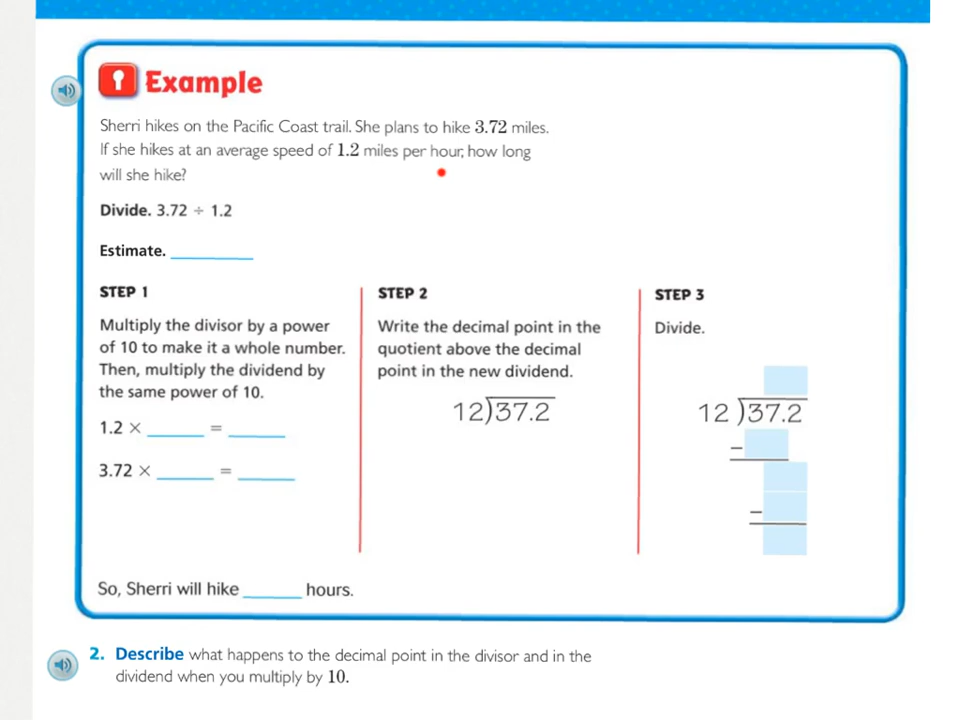 Example
Sherri hikes on the Pacific Coast trail. She plans to hike 3.72 miles.
If she hikes at an average speed of 1.2 miles per hour, how long
will she hike?
Divide. 3.72 ÷ 1.2
Estimate. ________
STEP 1
Multiply the divisor by a power
of 10 to make it a whole number.
Then, multiply the dividend by
the same power of 10.
1.2 × ______ = ______
3.72 × ______ = ______
STEP 2
Write the decimal point in the
quotient above the decimal
point in the new dividend.
12)37.2
STEP 3
Divide.
12 )37.2
−
−
So, Sherri will hike ______ hours.
2. Describe what happens to the decimal point in the divisor and in the
dividend when you multiply by 10.